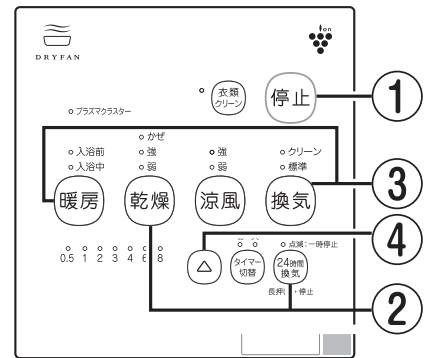 ion
DRYFAN
衣類
クリーン
停止
①
プラズマクラスター
かぜ
入浴前
強
強
クリーン
入浴中
弱
弱
標準
暖房
乾燥
涼風
換気
③
④
点滅:一時停止
0.5 1 2 3 4 6 8
△
タイマー
切替
24時間
換気
長押し・停止
②